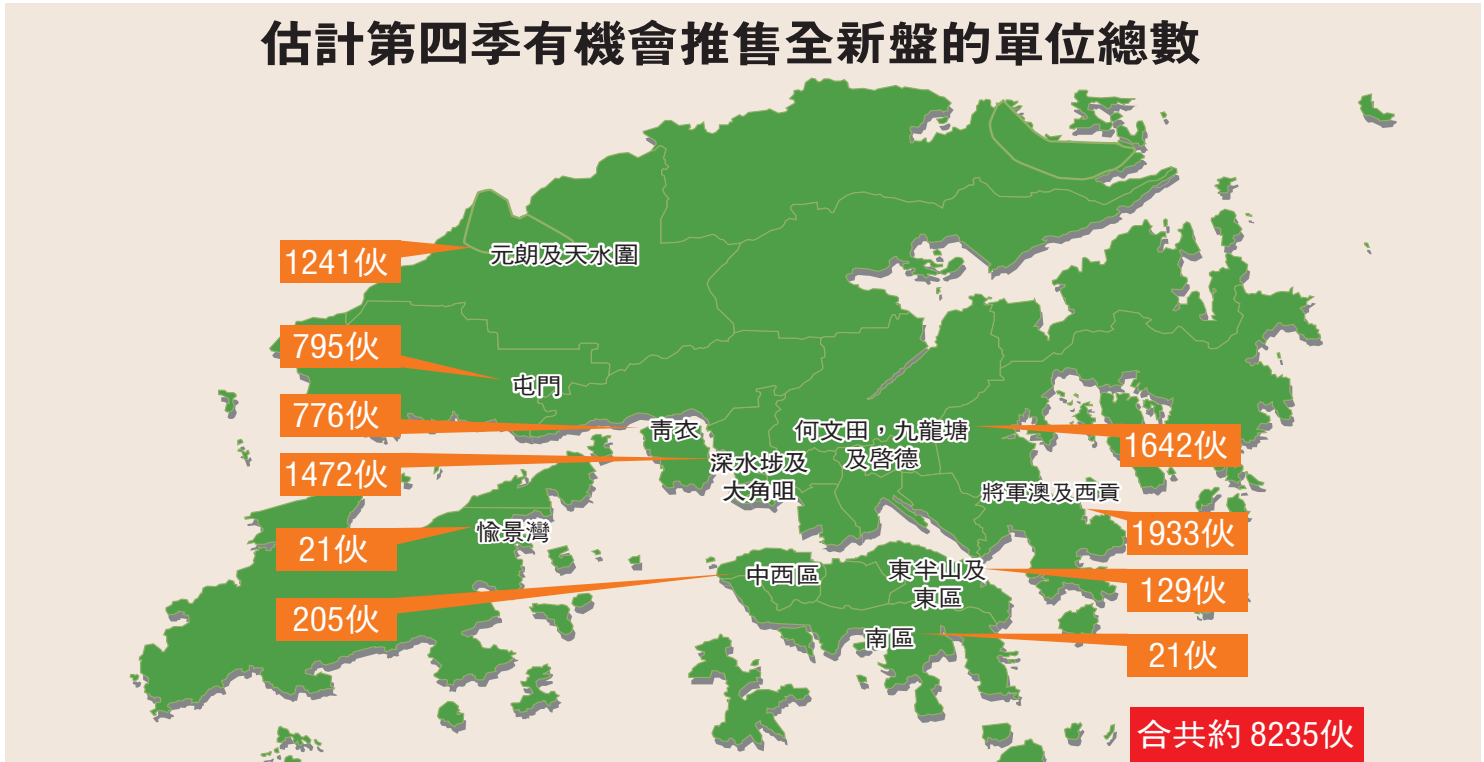 估計第四季有機會推售全新盤的單位總數
1241伙
元朗及天水圍
795伙
屯門
776伙
青衣
1472伙
深水埗及
大角咀
何文田，九龍塘
及啓德
1642伙
將軍澳及西貢
1933伙
21伙
愉景灣
205伙
中西區
東半山及
東區
129伙
南區
21伙
合共約 8235伙